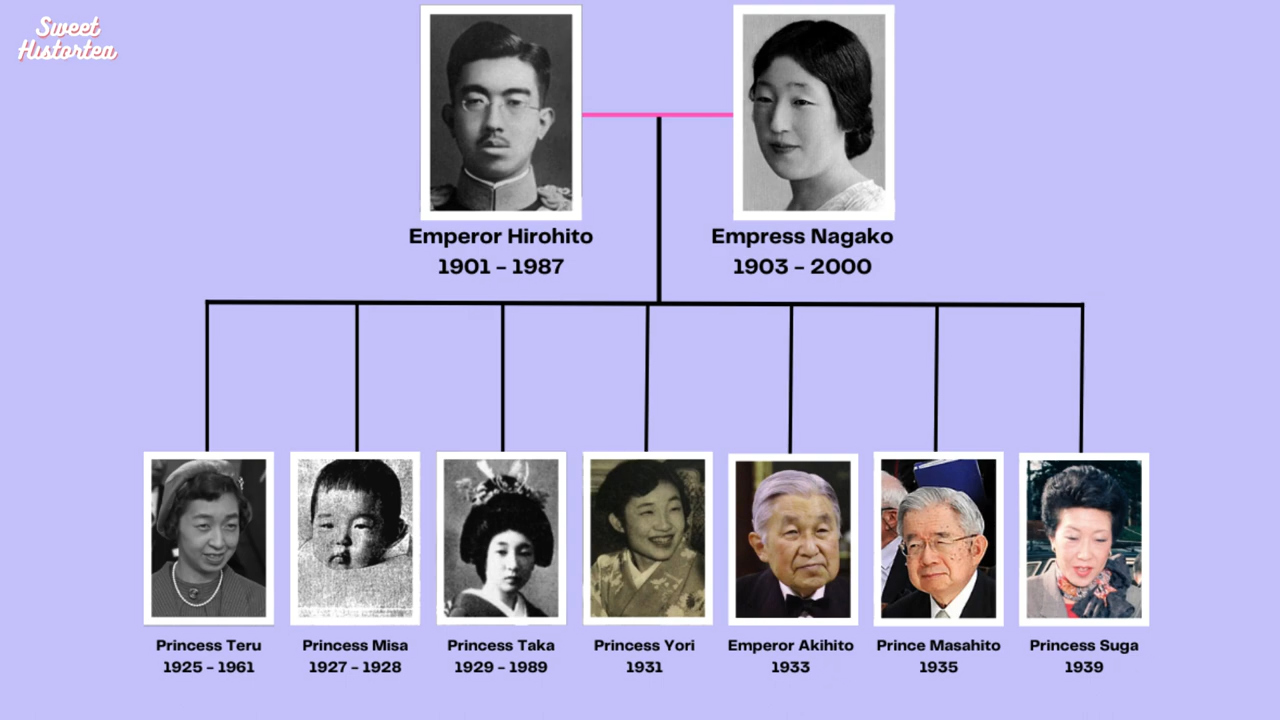 Sweet
Histortea
Emperor Hirohito
1901 - 1987
Empress Nagako
1903 - 2000
Princess Teru
1925 - 1961
Princess Misa
1927 - 1928
Princess Taka
1929 - 1989
Princess Yori
1931
Emperor Akihito
1933
Prince Masahito
1935
Princess Suga
1939